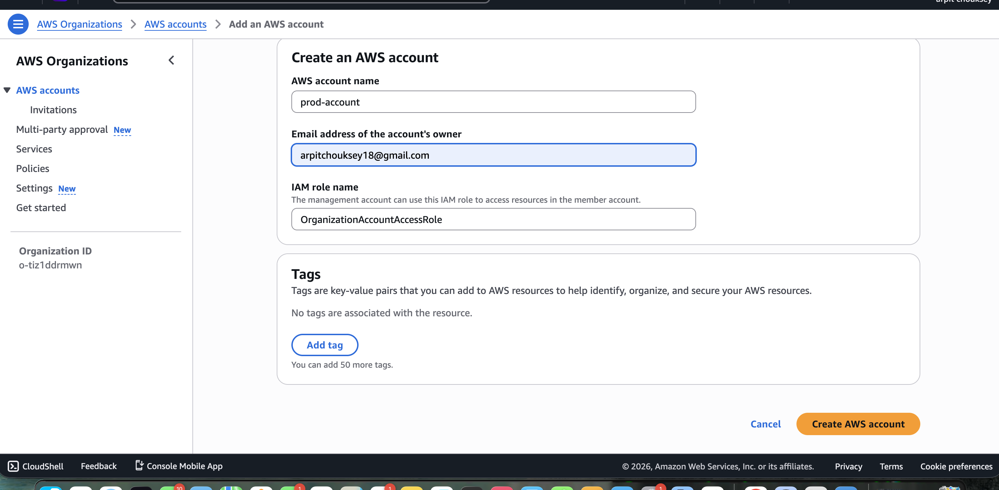 arpit chouksey
AWS Organizations > AWS accounts > Add an AWS account
AWS Organizations
AWS accounts
Invitations
Multi-party approval New
Services
Policies
Settings New
Get started
Organization ID
o-tiz1ddrmwn
Create an AWS account
AWS account name
prod-account
Email address of the account's owner
arpitchouksey18@gmail.com
IAM role name
The management account can use this IAM role to access resources in the member account.
OrganizationAccountAccessRole
Tags
Tags are key-value pairs that you can add to AWS resources to help identify, organize, and secure your AWS resources.
No tags are associated with the resource.
Add tag
You can add 50 more tags.
Cancel
Create AWS account
CloudShell Feedback Console Mobile App © 2026, Amazon Web Services, Inc. or its affiliates. Privacy Terms Cookie preferences
10 1 1 1